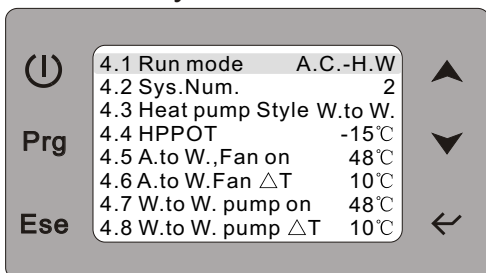 4.1 Run mode A.C.-H.W
4.2 Sys.Num. 2
4.3 Heat pump Style W.to W.
4.4 HPPOT -15℃
4.5 A.to W.,Fan on 48℃
4.6 A.to W.Fan △T 10℃
4.7 W.to W. pump on 48℃
4.8 W.to W. pump △T 10℃
Prg
Ese